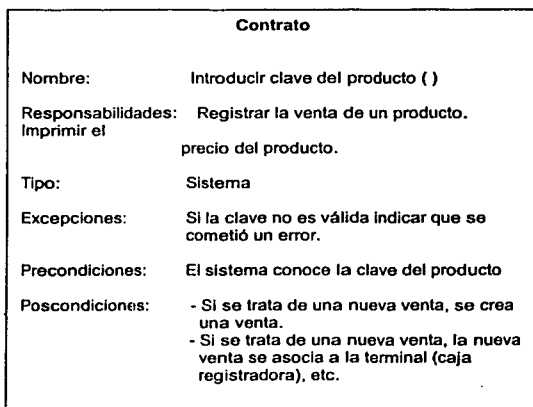 Contrato
Nombre: Introducir clave del producto ( )
Responsabilidades: Registrar la venta de un producto.
Imprimir el
precio del producto.
Tipo: Sistema
Excepciones: Si la clave no es válida indicar que se
cometió un error.
Precondiciones: El sistema conoce la clave del producto
Poscondiciones: - Si se trata de una nueva venta, se crea
una venta.
- Si se trata de una nueva venta, la nueva
venta se asocia a la terminal (caja
registradora), etc.